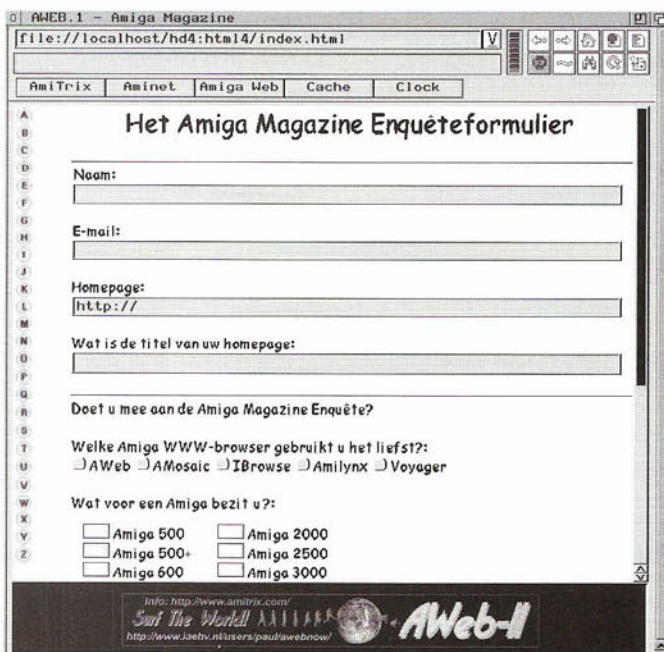 AWEB.1 - Amiga Magazine
file://localhost/hd4:html4/index.html
V
AmiTrix Aminet Amiga Web Cache Clock
Het Amiga Magazine Enquêteformulier
A
B
C
D
E
F
G
H
I
J
K
L
M
N
O
P
Q
R
S
T
U
V
W
X
Y
Z
Naam:
E-mail:
Homepage:
http://
Wat is de titel van uw homepage:
Doet u mee aan de Amiga Magazine Enquête?
Welke Amiga WWW-browser gebruikt u het liefst?:
AWeb AMosaic IBrowse Amilynx Voyager
Wat voor een Amiga bezit u?:
Amiga 500 Amiga 2000
Amiga 500+ Amiga 2500
Amiga 600 Amiga 3000
Info: http://www.amitrix.com/
Surf The World!
http://www.iaehv.nl/users/paul/awebnow/
AWeb-II